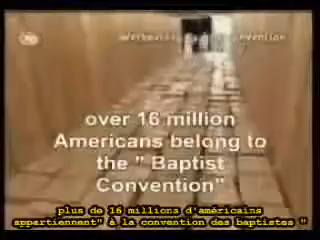 over 16 million
Americans belong to
the " Baptist
Convention"
plus de 16 millions d'américains
appartiennent" à la convention des baptistes "